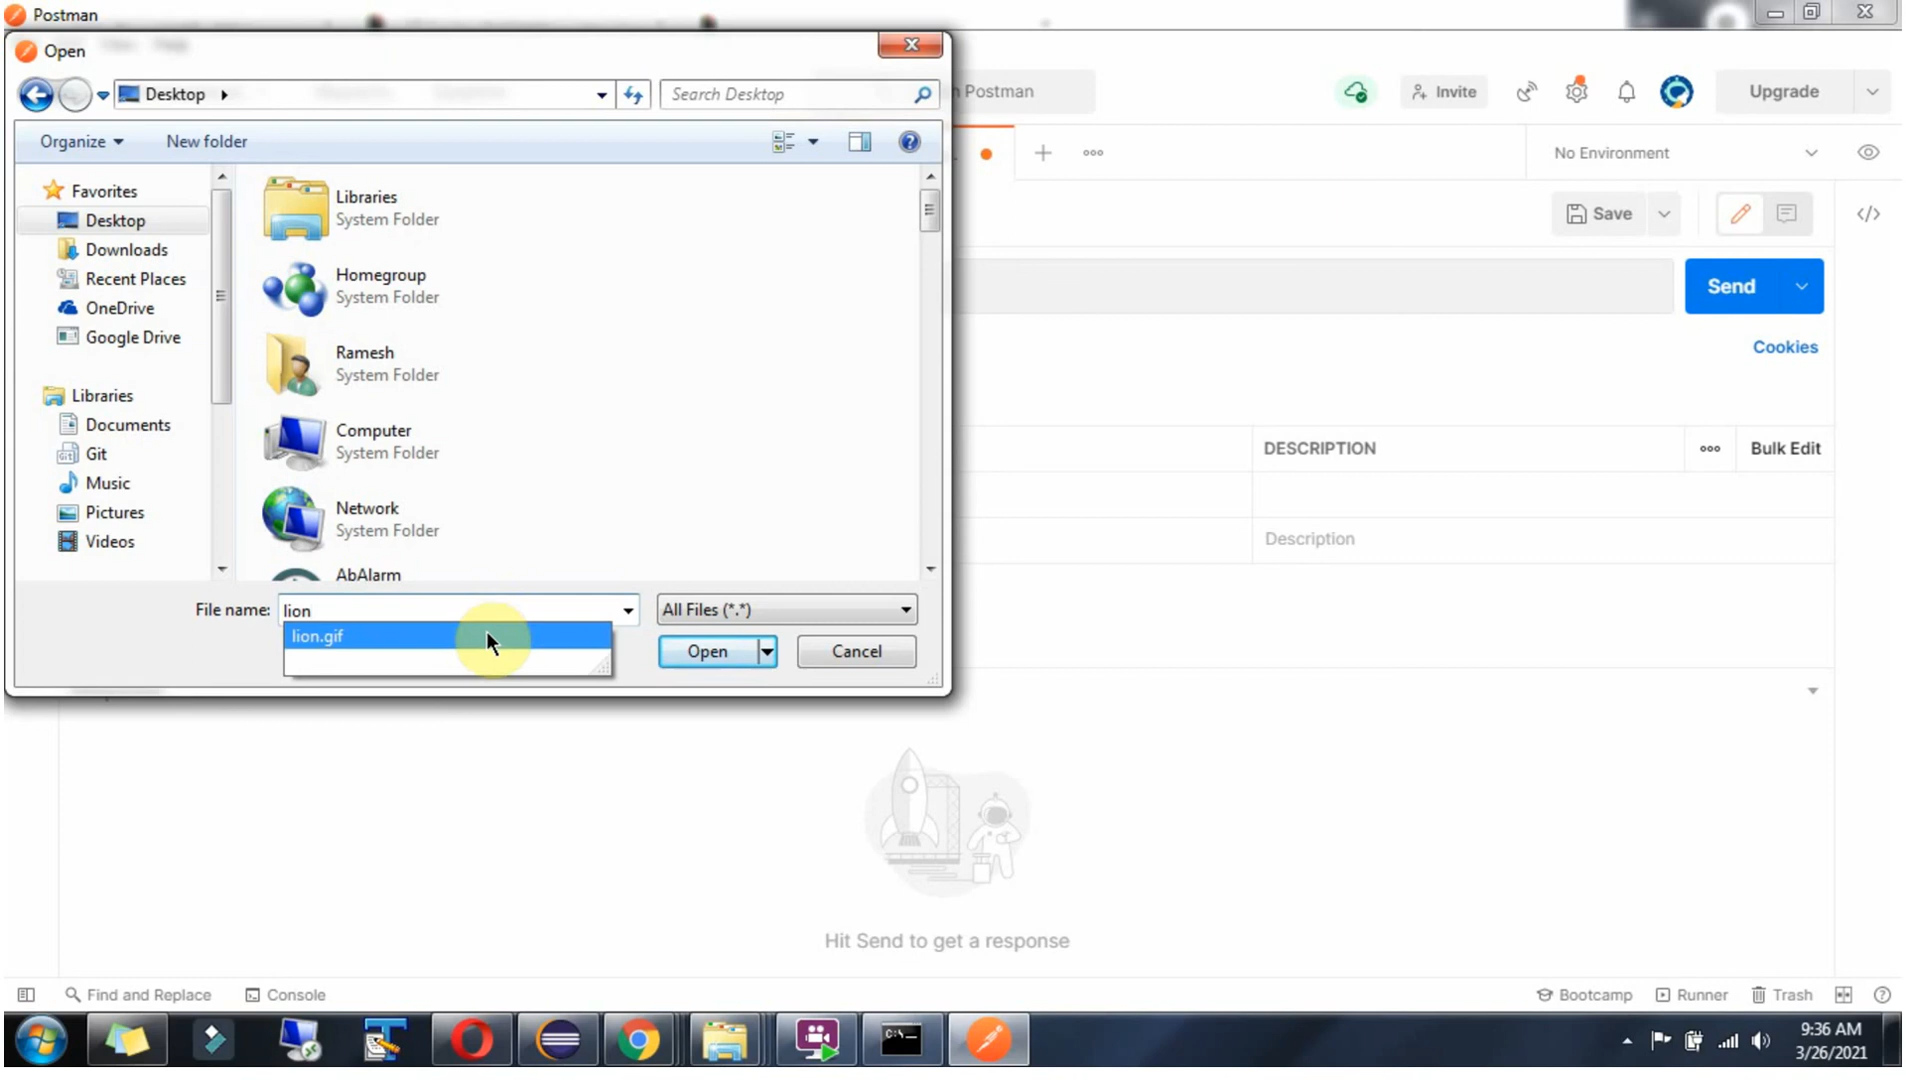 Postman
Open
Desktop
Search Desktop
Postman
Invite
Upgrade
Organize
New folder
No Environment
Favorites
Desktop
Downloads
Recent Places
OneDrive
Google Drive
Libraries
Documents
Git
Music
Pictures
Videos
Libraries
System Folder
Homegroup
System Folder
Ramesh
System Folder
Computer
System Folder
Network
System Folder
AbAlarm
Save
Send
Cookies
DESCRIPTION
Bulk Edit
Description
File name: lion
All Files (*.*)
lion.gif
Open
Cancel
Hit Send to get a response
Find and Replace
Console
Bootcamp
Runner
Trash
C:\
9:36 AM
3/26/2021